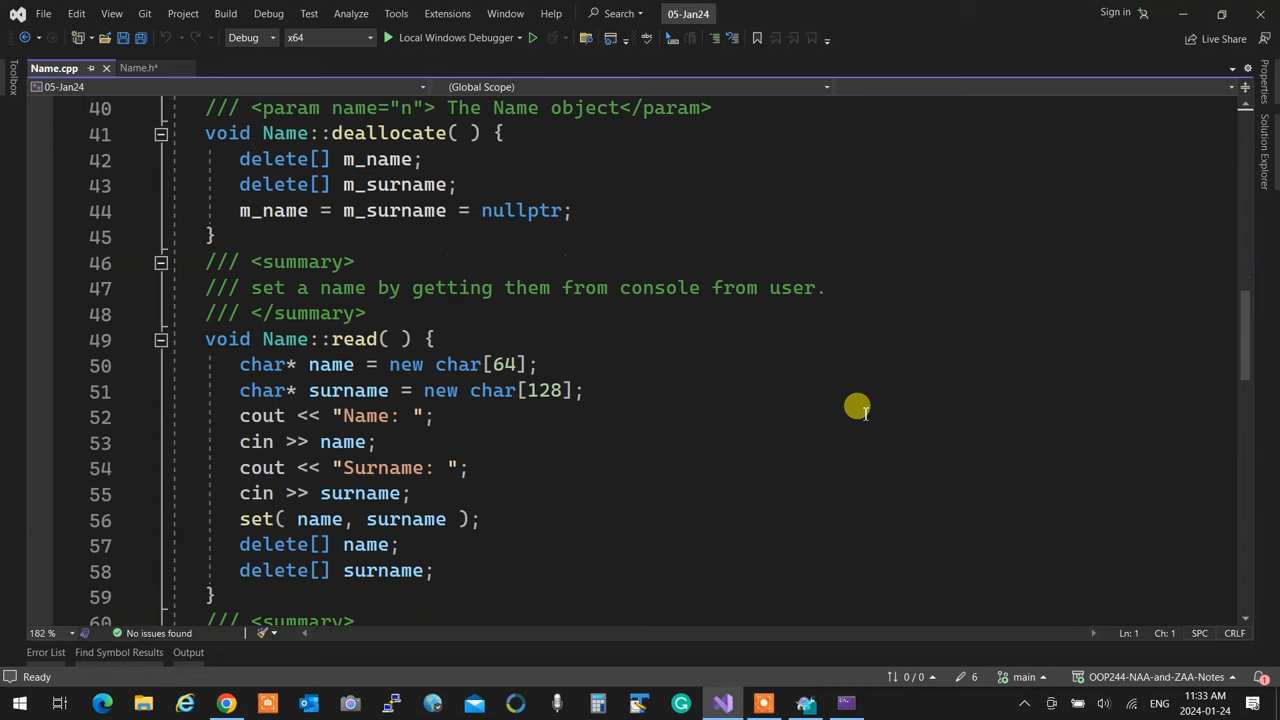 File Edit View Git Project Build Debug Test Analyze Tools Extensions Window Help Search 05-Jan24 Sign in
Debug x64 Local Windows Debugger Live Share
Toolbox Name.cpp Name.h* Properties
05-Jan24 (Global Scope)
Solution Explorer
40 /// <param name="n"> The Name object</param>
41 void Name::deallocate( ) {
42 delete[] m_name;
43 delete[] m_surname;
44 m_name = m_surname = nullptr;
45 }
46 /// <summary>
47 /// set a name by getting them from console from user.
48 /// </summary>
49 void Name::read( ) {
50 char* name = new char[64];
51 char* surname = new char[128];
52 cout << "Name: ";
53 cin >> name;
54 cout << "Surname: ";
55 cin >> surname;
56 set( name, surname );
57 delete[] name;
58 delete[] surname;
59 }
60 /// <summary>
182 % No issues found Ln: 1 Ch: 1 SPC CRLF
Error List Find Symbol Results Output
Ready 0 / 0 6 main OOP244-NAA-and-ZAA-Notes 1
ENG 11:33 AM
2024-01-24